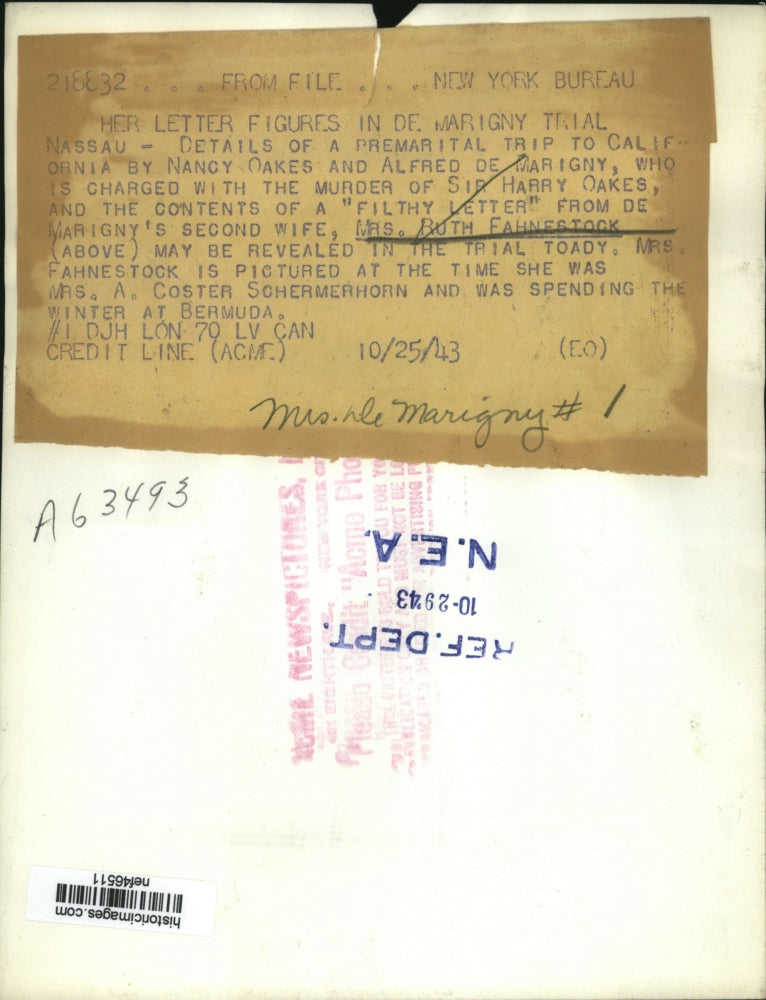 218832 . . . FROM FILE . . . NEW YORK BUREAU
HER LETTER FIGURES IN DE MARIGNY TRIAL
NASSAU - DETAILS OF A PREMARITAL TRIP TO CALIF-
ORNIA BY NANCY OAKES AND ALFRED DE MARIGNY, WHO
IS CHARGED WITH THE MURDER OF SIR HARRY OAKES,
AND THE CONTENTS OF A "FILTHY LETTER" FROM DE
MARIGNY'S SECOND WIFE, MRS. RUTH FAHNESTOCK
(ABOVE) MAY BE REVEALED IN THE TRIAL TOADY. MRS.
FAHNESTOCK IS PICTURED AT THE TIME SHE WAS
MRS. A. COSTER SCHERMERHORN AND WAS SPENDING THE
WINTER AT BERMUDA.
#1 DJH LON 70 LV CAN
CREDIT LINE (ACME) 10/25/43 (EO)
Mrs. de Marigny # 1
A63493
REF. DEPT.
10-29 43
N.E.A.
NEWSPICTURES,
Please Credit "Acme Pho
historicimages.com
nef46511